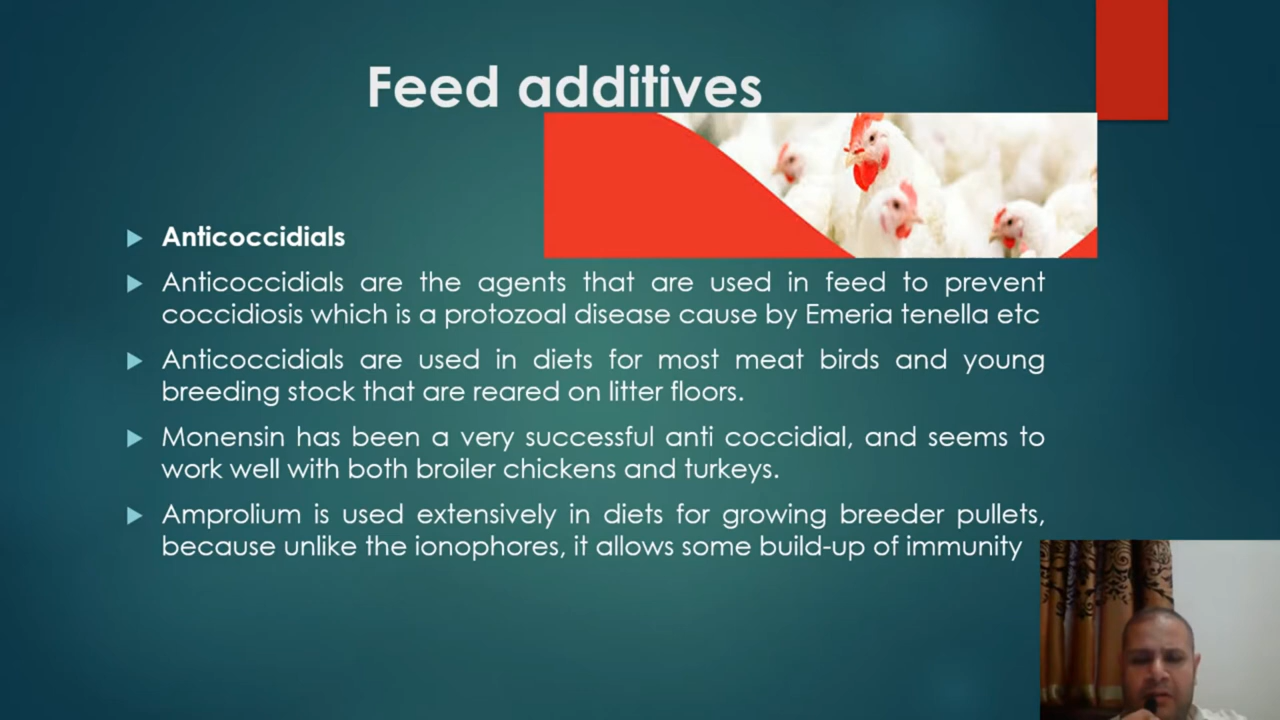 Feed additives
Anticoccidials
Anticoccidials are the agents that are used in feed to prevent
coccidiosis which is a protozoal disease cause by Emeria tenella etc
Anticoccidials are used in diets for most meat birds and young
breeding stock that are reared on litter floors.
Monensin has been a very successful anti coccidial, and seems to
work well with both broiler chickens and turkeys.
Amprolium is used extensively in diets for growing breeder pullets,
because unlike the ionophores, it allows some build-up of immunity